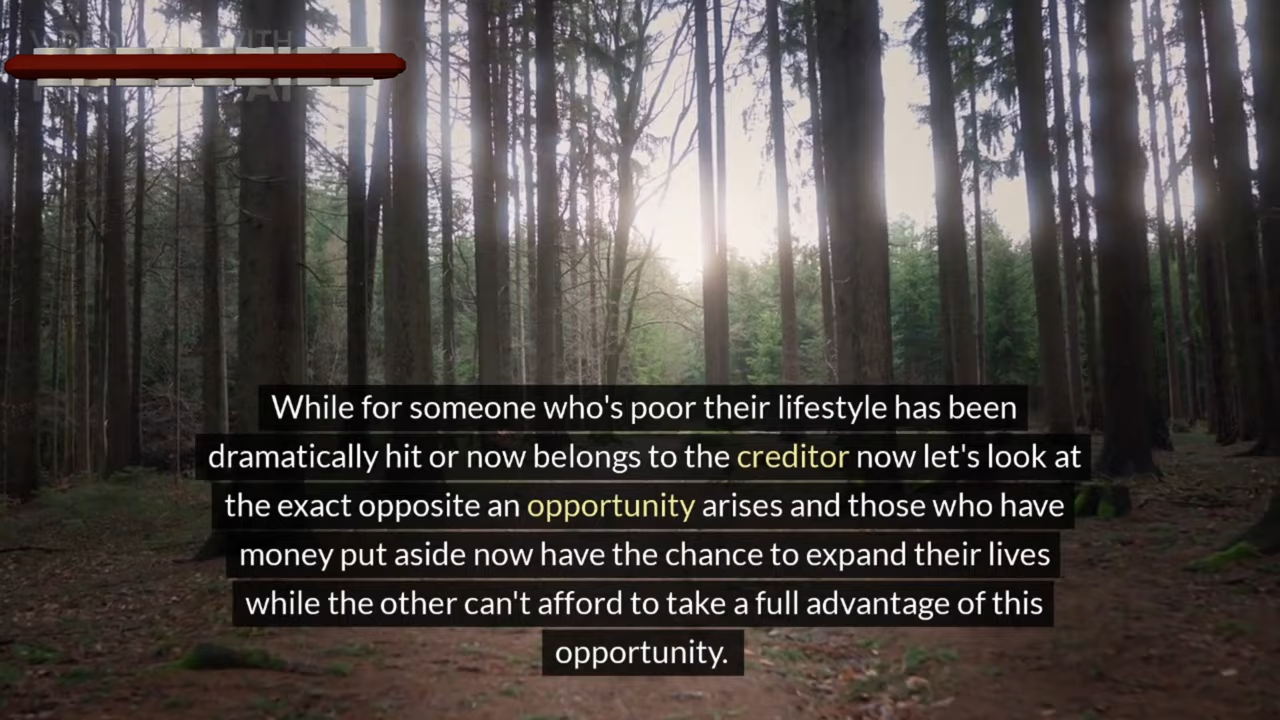 While for someone who's poor their lifestyle has been
dramatically hit or now belongs to the creditor now let's look at
the exact opposite an opportunity arises and those who have
money put aside now have the chance to expand their lives
while the other can't afford to take a full advantage of this
opportunity.